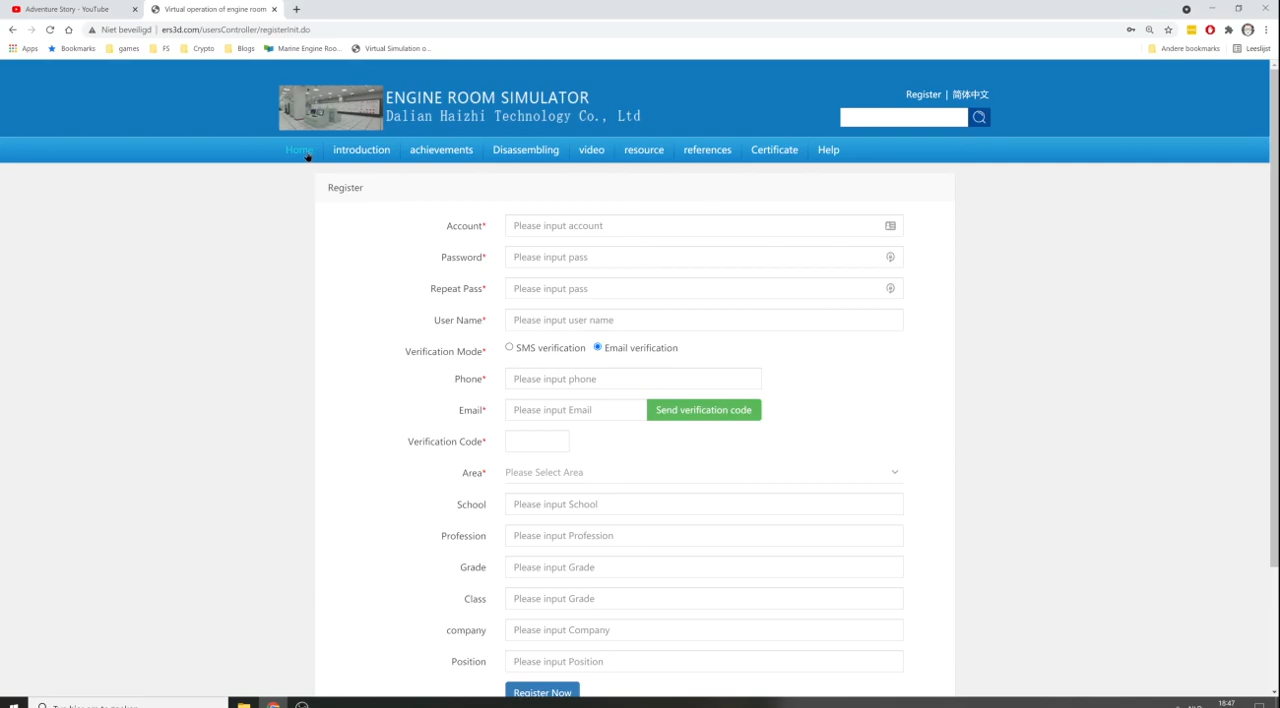 Adventure Story - YouTube
Virtual operation of engine room
Niet beveiligd | ers3d.com/usersController/registerInit.do
Apps Bookmarks games FS Crypto Blogs Marine Engine Roo... Virtual Simulation o... Andere bookmarks Leeslijst
ENGINE ROOM SIMULATOR
Dalian Haizhi Technology Co., Ltd
Register | 简体中文
Home introduction achievements Disassembling video resource references Certificate Help
Register
Account* Please input account
Password* Please input pass
Repeat Pass* Please input pass
User Name* Please input user name
Verification Mode* SMS verification Email verification
Phone* Please input phone
Email* Please input Email Send verification code
Verification Code*
Area* Please Select Area
School Please input School
Profession Please input Profession
Grade Please input Grade
Class Please input Grade
company Please input Company
Position Please input Position
Register Now
18:47